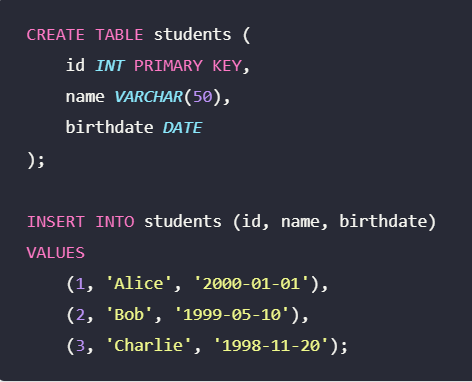 CREATE TABLE students (
    id INT PRIMARY KEY,
    name VARCHAR(50),
    birthdate DATE
);

INSERT INTO students (id, name, birthdate)
VALUES
    (1, 'Alice', '2000-01-01'),
    (2, 'Bob', '1999-05-10'),
    (3, 'Charlie', '1998-11-20');